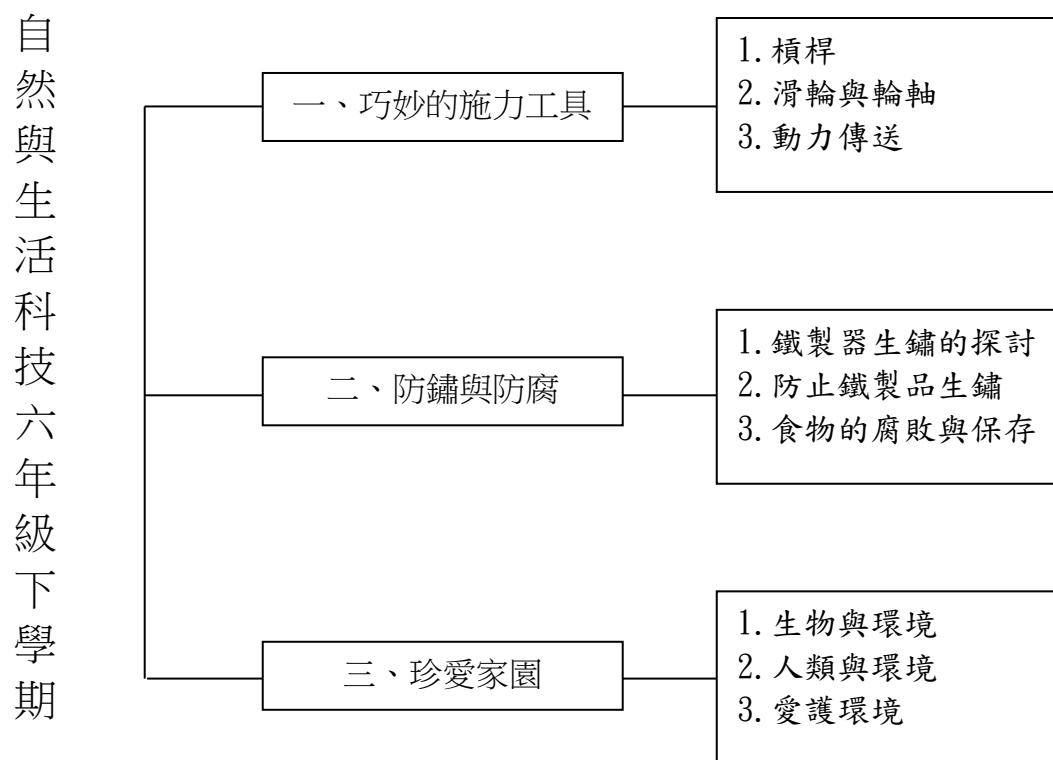 自然與生活科技六年級下學期
一、巧妙的施力工具
1.槓桿
2.滑輪與輪軸
3.動力傳送
二、防鏽與防腐
1.鐵製器生鏽的探討
2.防止鐵製品生鏽
3.食物的腐敗與保存
三、珍愛家園
1.生物與環境
2.人類與環境
3.愛護環境